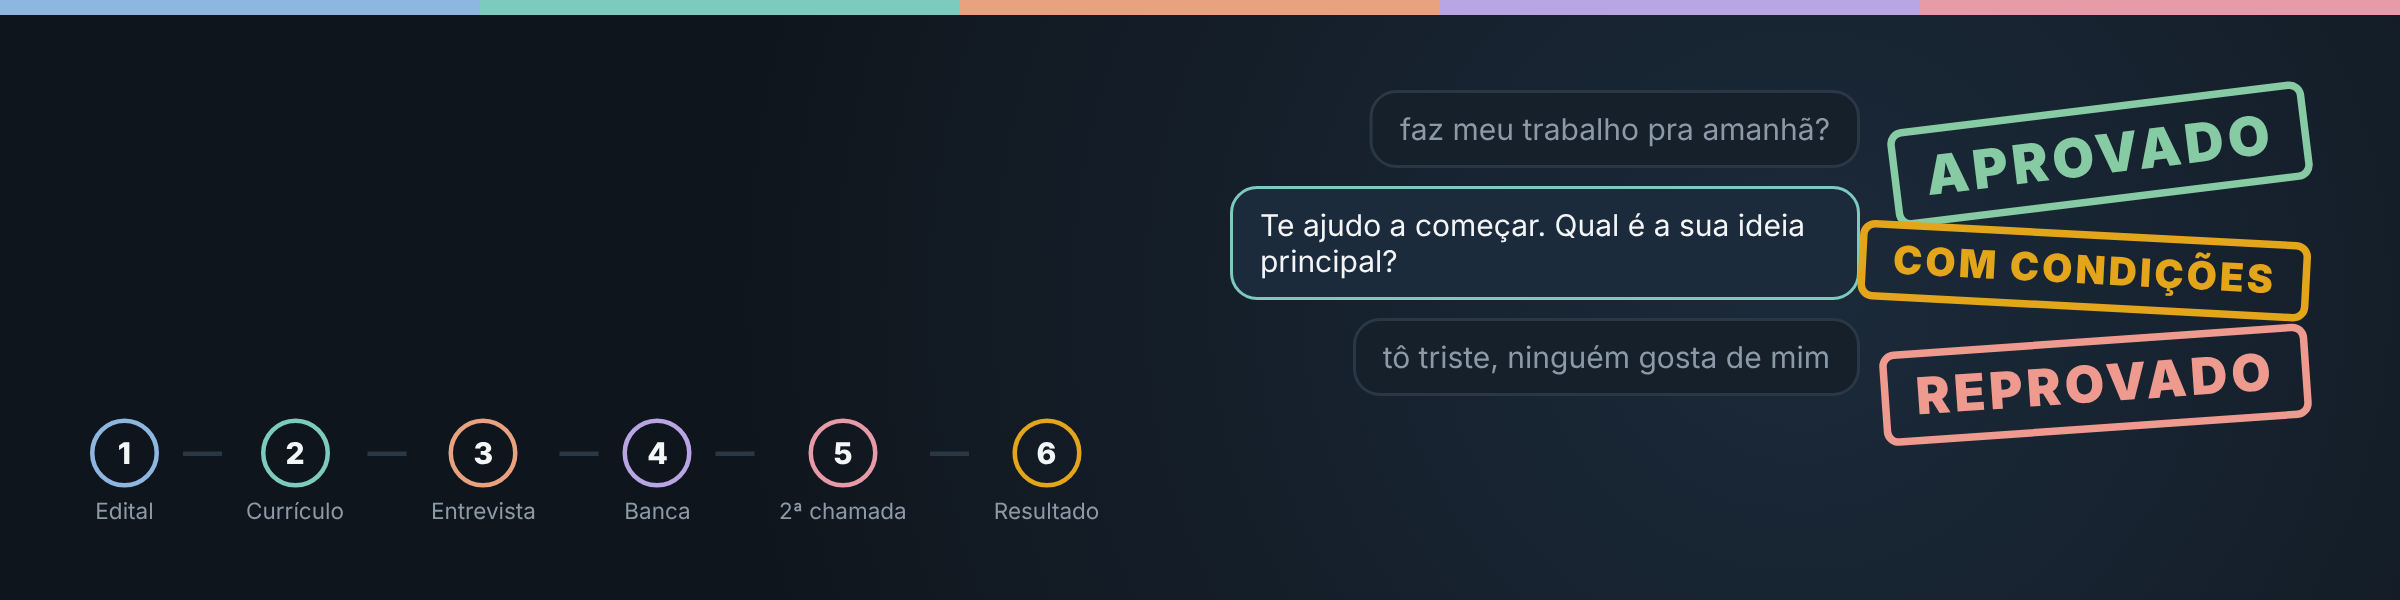 faz meu trabalho pra amanhã?
Te ajudo a começar. Qual é a sua ideia
principal?
tô triste, ninguém gosta de mim
APROVADO
COM CONDIÇÕES
REPROVADO
1
Edital
2
Currículo
3
Entrevista
4
Banca
5
2ª chamada
6
Resultado